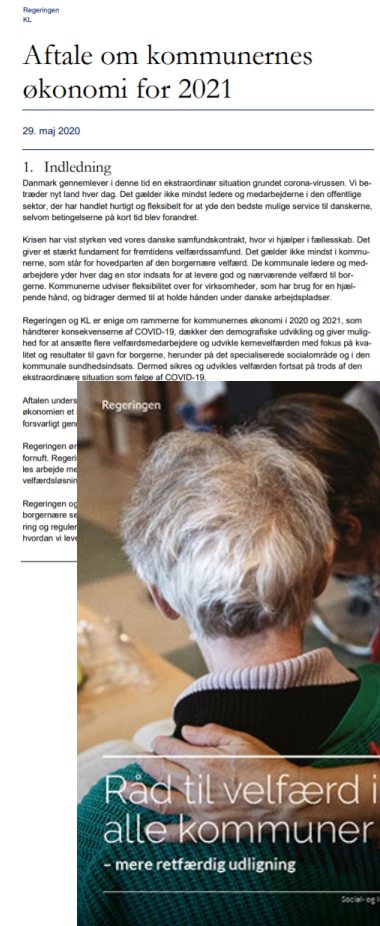 Regeringen
KL
Aftale om kommunernes
økonomi for 2021
29. maj 2020
1. Indledning
Danmark gennemlever i denne tid en ekstraordinær situation grundet corona-virussen. Vi be-
træder nyt land hver dag. Det gælder ikke mindst ledere og medarbejderne i den offentlige
sektor, der har handlet hurtigt og fleksibelt for at yde den bedste mulige service til danskerne,
selvom betingelserne på kort tid blev forandret.
Krisen har vist styrken ved vores danske samfundskontrakt, hvor vi hjælper i fælleskab. Det
giver et stærkt fundament for fremtidens velfærdssamfund. Det gælder ikke mindst i kommu-
nerne, som står for hovedparten af den borgernære velfærd. De kommunale ledere og med-
arbejdere yder hver dag en stor indsats for at levere god og nærværende velfærd til bor-
gerne. Kommunerne udviser fleksibilitet over for virksomheder, som har brug for en hjæl-
pende hånd, og bidrager dermed til at holde hånden under danske arbejdspladser.
Regeringen og KL er enige om rammerne for kommunernes økonomi i 2020 og 2021, som
håndterer konsekvenserne af COVID-19, dækker den demografiske udvikling og giver mulig-
hed for at ansætte flere velfærdsmedarbejdere og udvikle kernevelfærden med fokus på kva-
litet og resultater til gavn for borgerne, herunder på det specialiserede socialområde og i den
kommunale sundhedsindsats. Dermed sikres og udvikles velfærden fortsat på trods af den
ekstraordinære situation som følge af COVID-19.
Aftalen unders
økonomien et
forsvarligt gen
Regeringen øn
fornuft. Regeri
les arbejde me
velfærdsløsnin
Regeringen og
borgernære se
ring og reguler
hvordan vi leve
Regeringen
Råd til velfærd i
alle kommuner
– mere retfærdig udligning
Social- og I